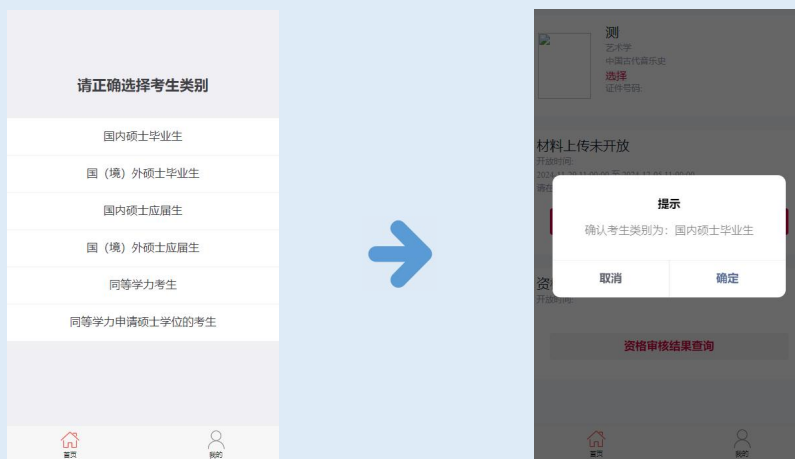 请正确选择考生类别
国内硕士毕业生
国（境）外硕士毕业生
国内硕士应届生
国（境）外硕士应届生
同等学力考生
同等学力申请硕士学位的考生
首页
我的
测
艺术学
中国古代音乐史
选择
证件号码:
材料上传未开放
开放时间:
请在
提示
确认考生类别为：国内硕士毕业生
取消
确定
资
开放时间:
资格审核结果查询
首页
我的